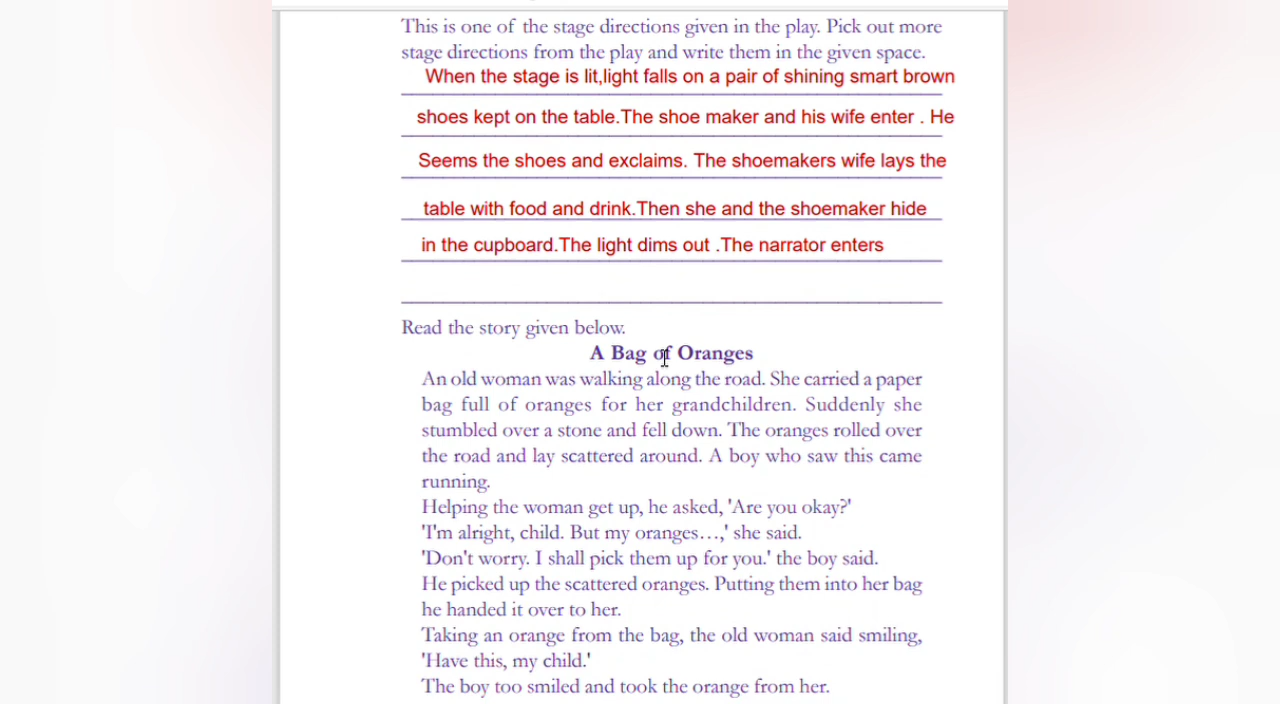 This is one of the stage directions given in the play. Pick out more
stage directions from the play and write them in the given space.
When the stage is lit,light falls on a pair of shining smart brown
shoes kept on the table.The shoe maker and his wife enter . He
Seems the shoes and exclaims. The shoemakers wife lays the
table with food and drink.Then she and the shoemaker hide
in the cupboard.The light dims out .The narrator enters
Read the story given below.
A Bag of Oranges
An old woman was walking along the road. She carried a paper
bag full of oranges for her grandchildren. Suddenly she
stumbled over a stone and fell down. The oranges rolled over
the road and lay scattered around. A boy who saw this came
running.
Helping the woman get up, he asked, 'Are you okay?'
'I'm alright, child. But my oranges…,' she said.
'Don't worry. I shall pick them up for you.' the boy said.
He picked up the scattered oranges. Putting them into her bag
he handed it over to her.
Taking an orange from the bag, the old woman said smiling,
'Have this, my child.'
The boy too smiled and took the orange from her.